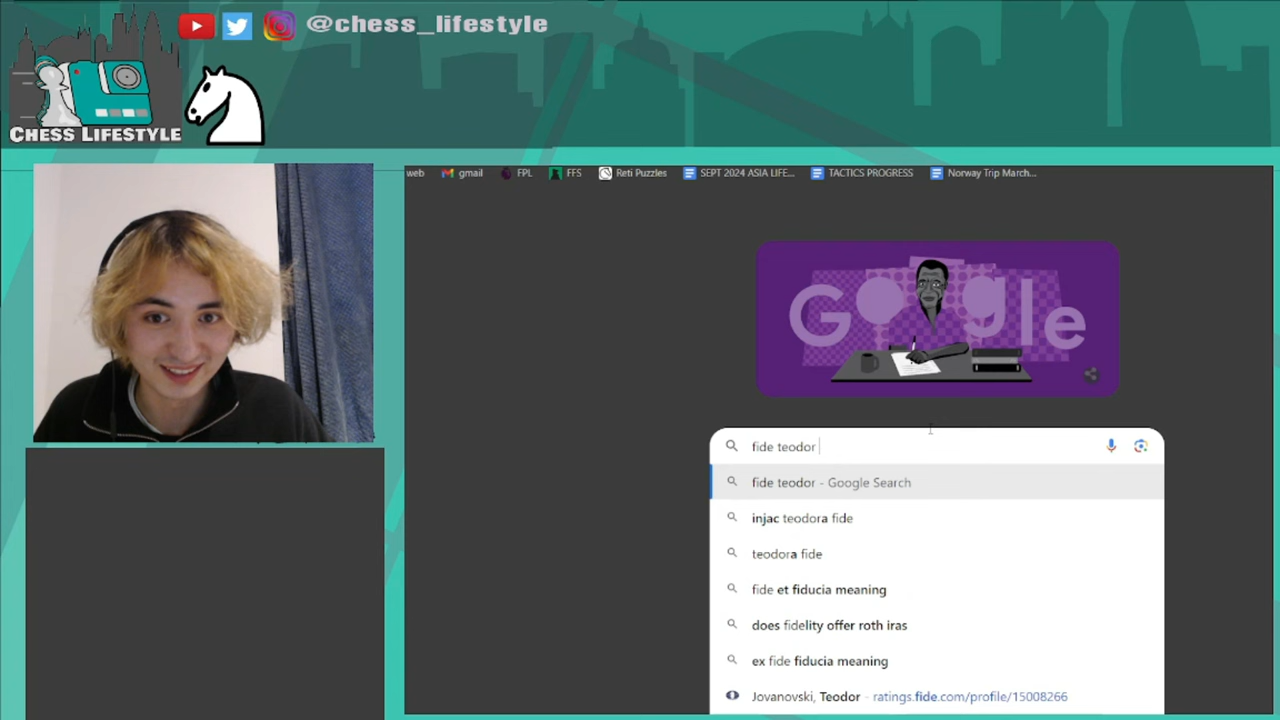 @chess_lifestyle
CHESS LIFESTYLE
web gmail FPL FFS Reti Puzzles SEPT 2024 ASIA LIFE... TACTICS PROGRESS Norway Trip March...
Google
fide teodor
fide teodor - Google Search
injac teodora fide
teodora fide
fide et fiducia meaning
does fidelity offer roth iras
ex fide fiducia meaning
Jovanovski, Teodor - ratings.fide.com/profile/15008266